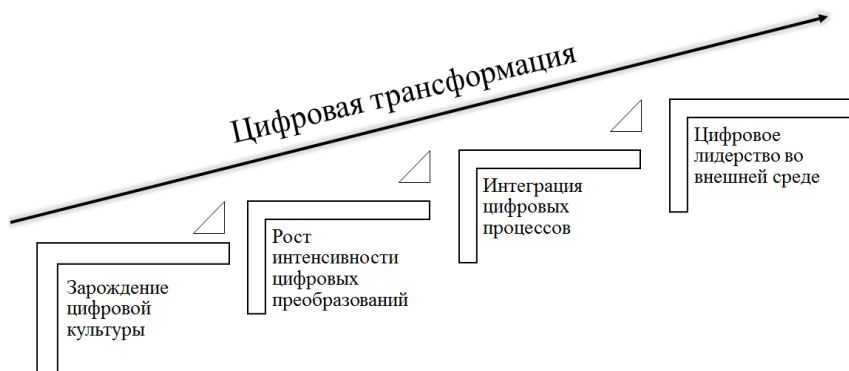 Цифровая трансформация
Зарождение
цифровой
культуры
Рост
интенсивности
цифровых
преобразований
Интеграция
цифровых
процессов
Цифровое
лидерство во
внешней среде